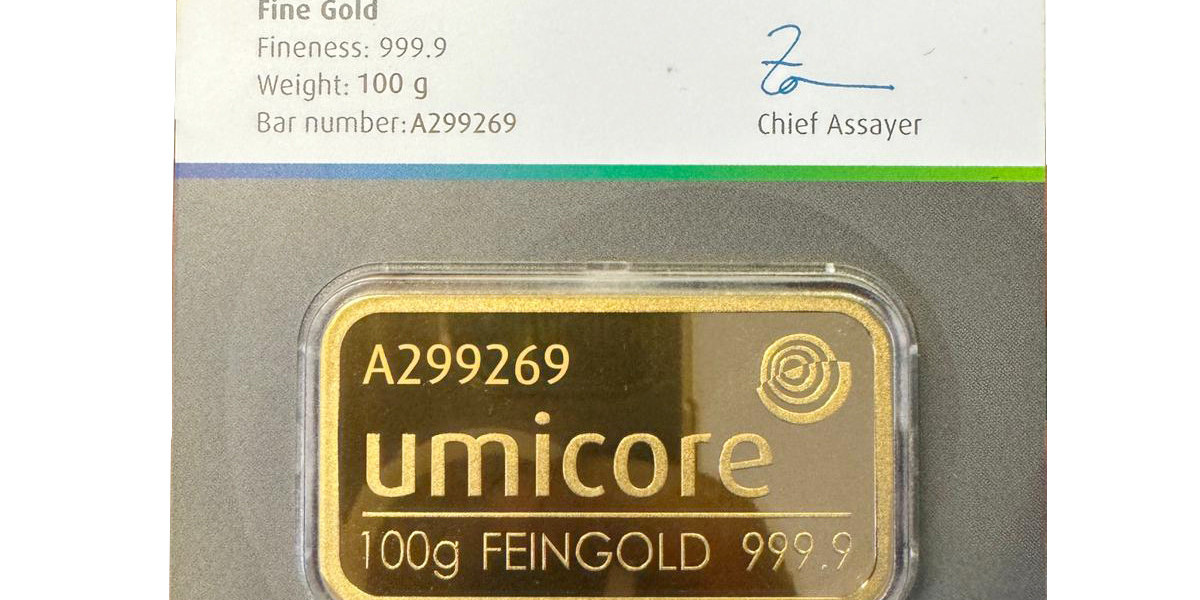 Fine Gold
Fineness: 999.9
Weight: 100 g
Bar number: A299269
Chief Assayer
A299269
umicore
100g FEINGOLD 999.9